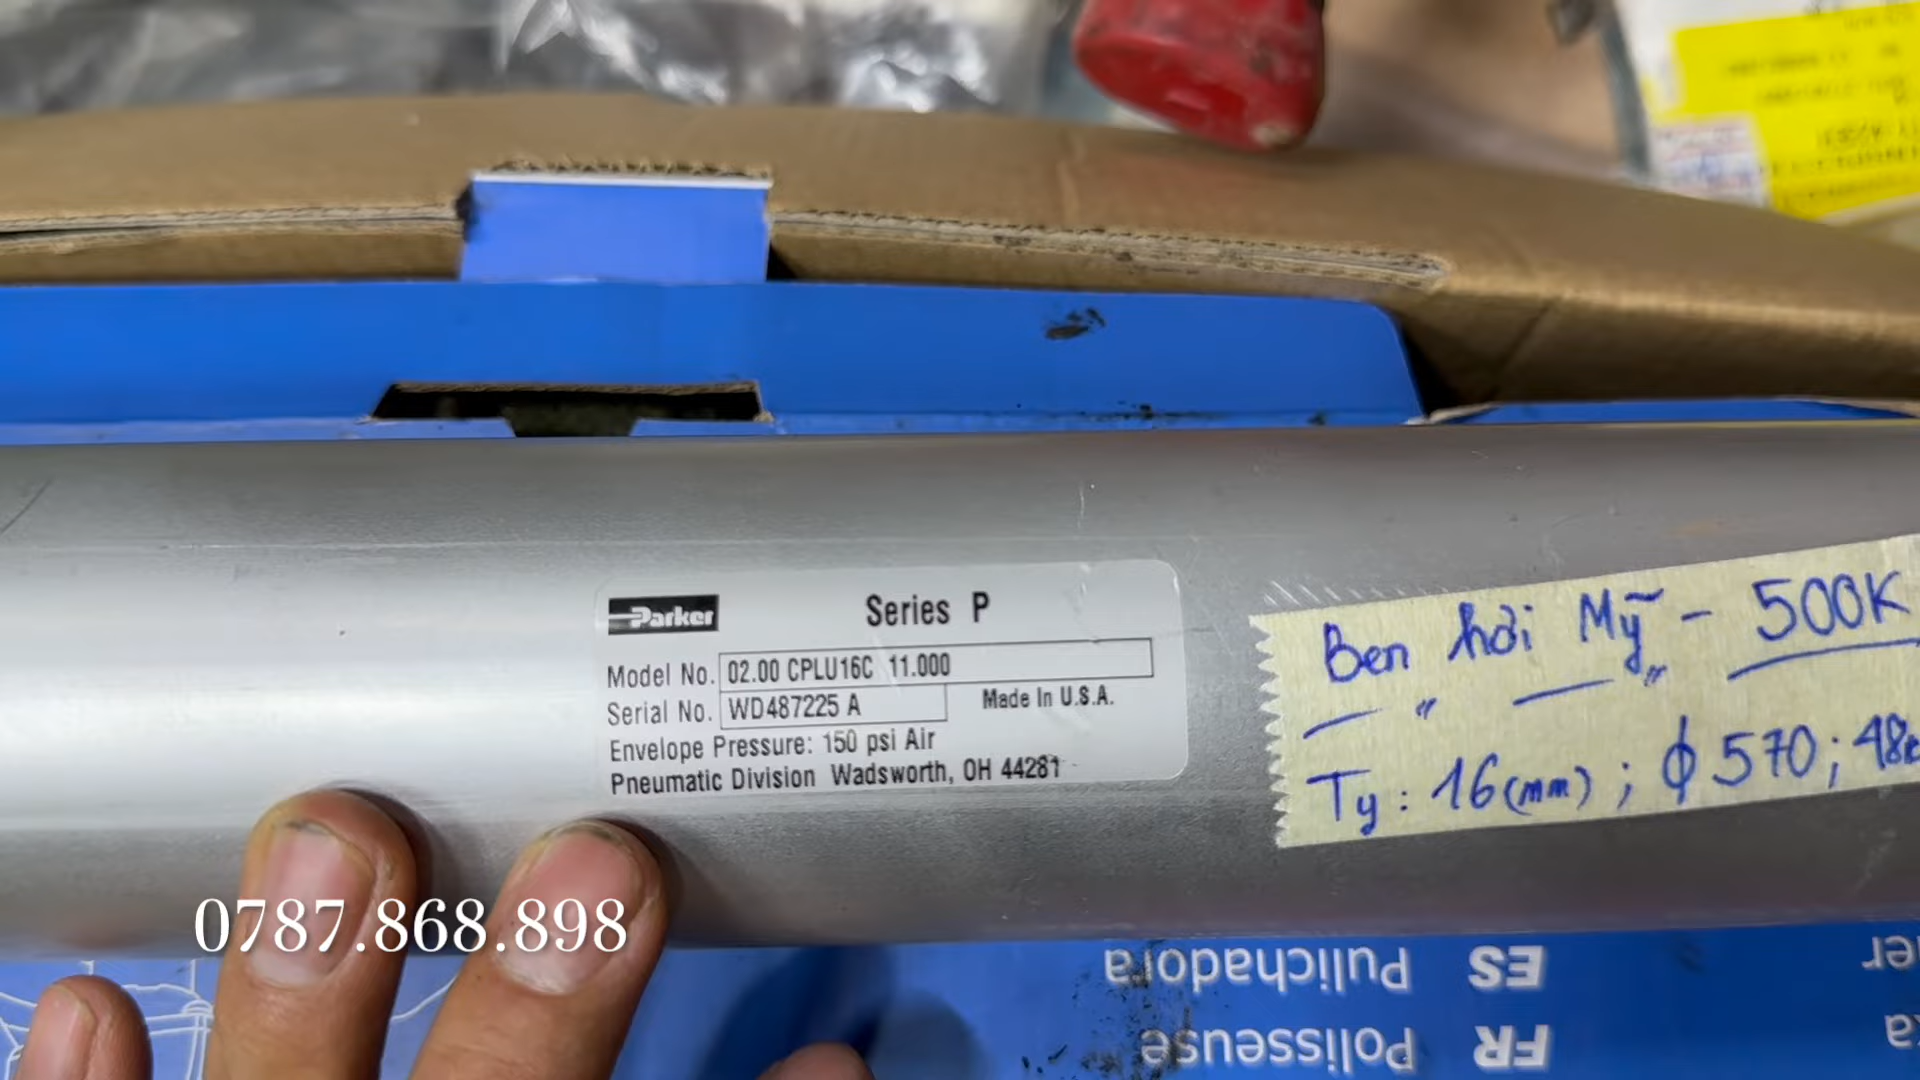 Parker
Series P
Model No. 02.00 CPLU16C 11.000
Serial No. WD487225 A
Made In U.S.A.
Envelope Pressure: 150 psi Air
Pneumatic Division Wadsworth, OH 44281
Ben hơi Mỹ - 500K
Ty: 16(mm); ϕ 570; 48
0787.868.898
Pulichadora ES
Polisseuse FR